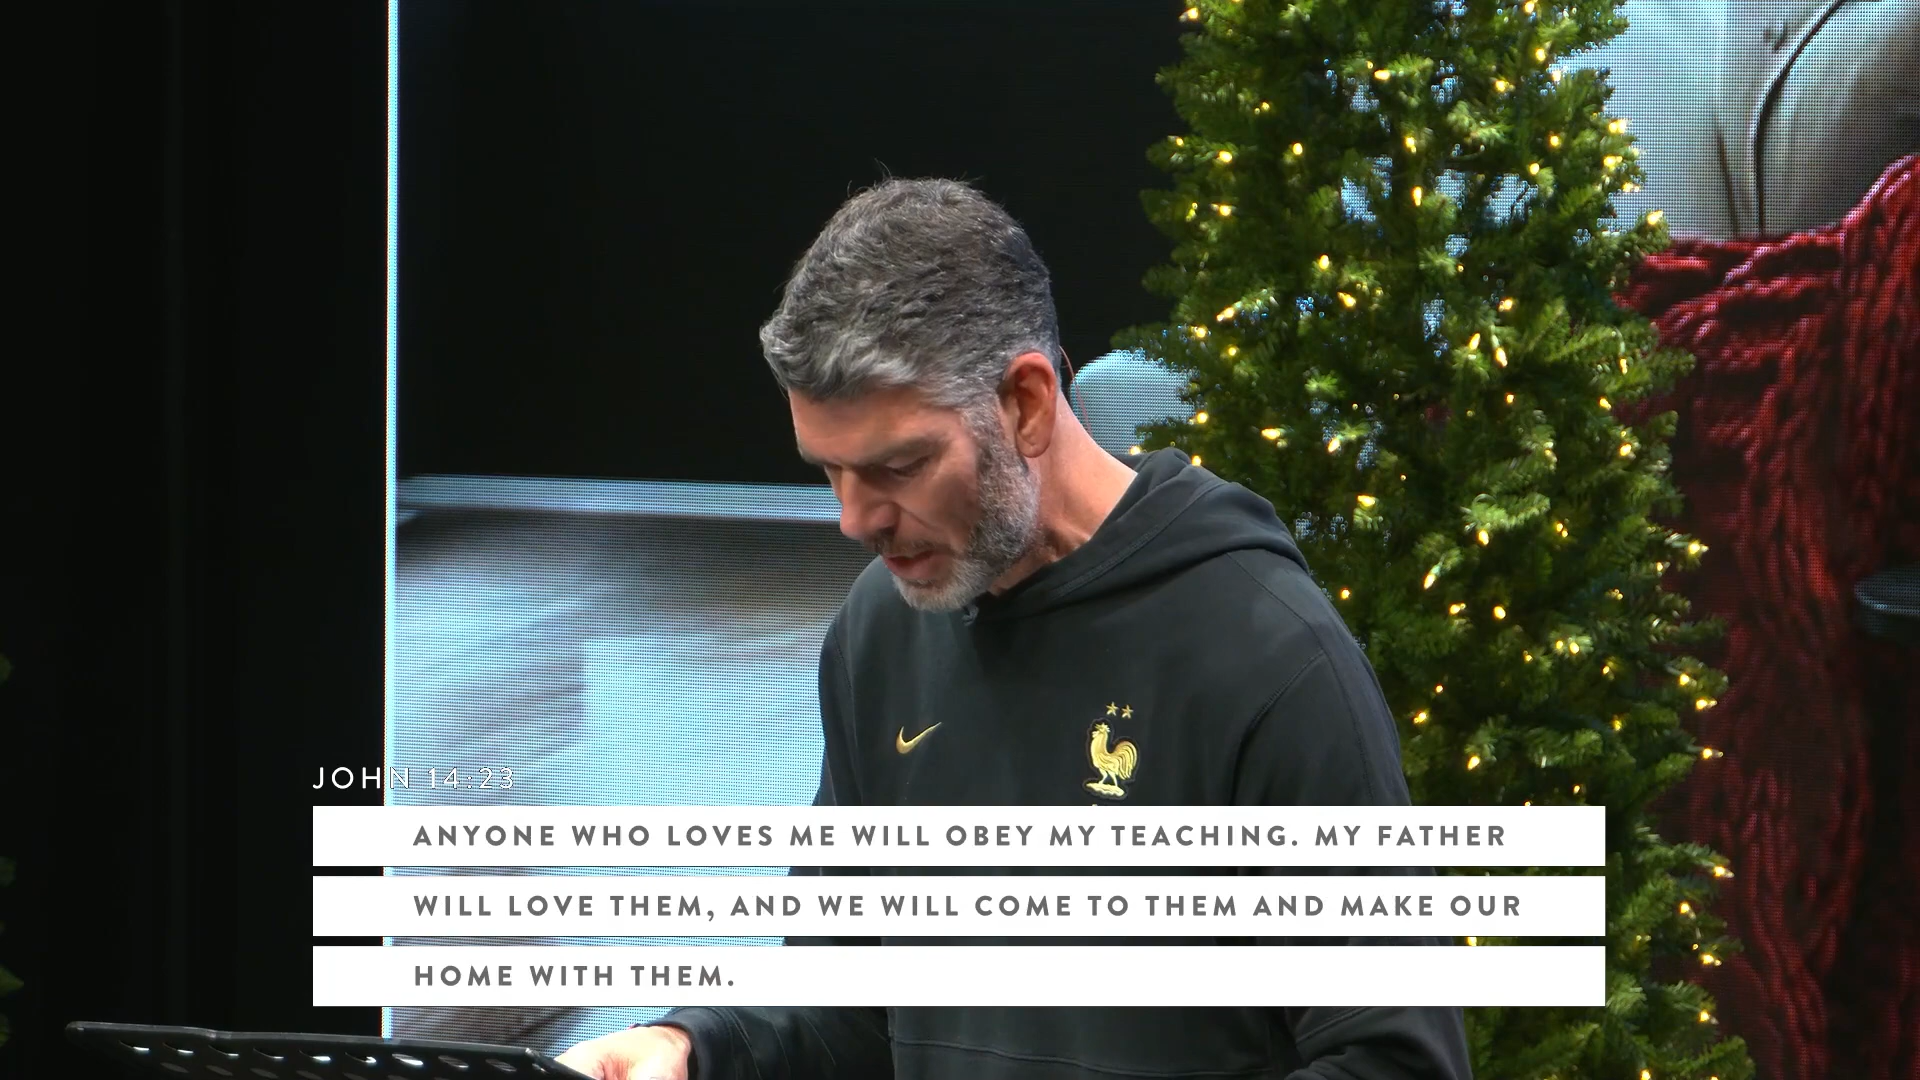 JOHN 14:23
ANYONE WHO LOVES ME WILL OBEY MY TEACHING. MY FATHER
WILL LOVE THEM, AND WE WILL COME TO THEM AND MAKE OUR
HOME WITH THEM.